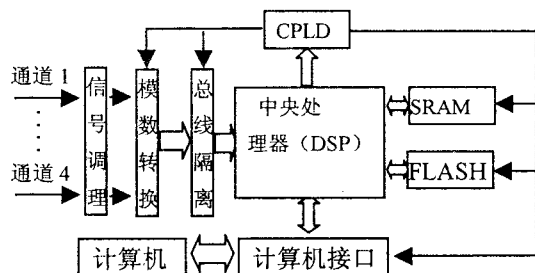 CPLD
通道 1
通道 4
信号调理
模数转换
总线隔离
中央处
理器（DSP）
SRAM
FLASH
计算机
计算机接口